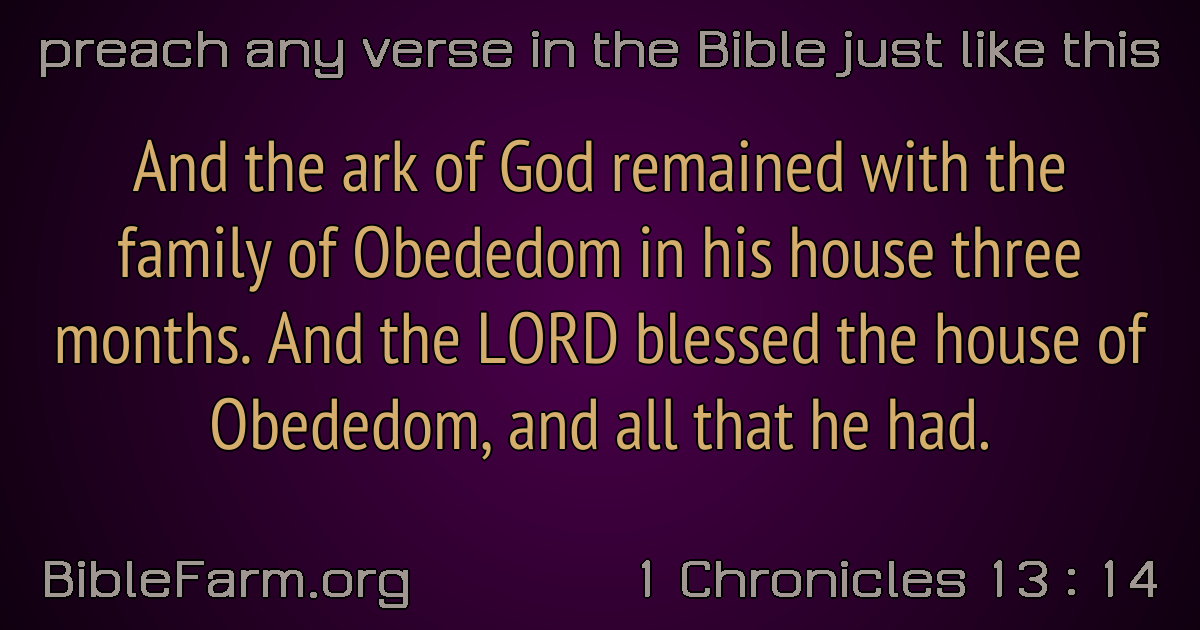 preach any verse in the Bible just like this
And the ark of God remained with the
family of Obededom in his house three
months. And the LORD blessed the house of
Obededom, and all that he had.
BibleFarm.org
1 Chronicles 13 : 14